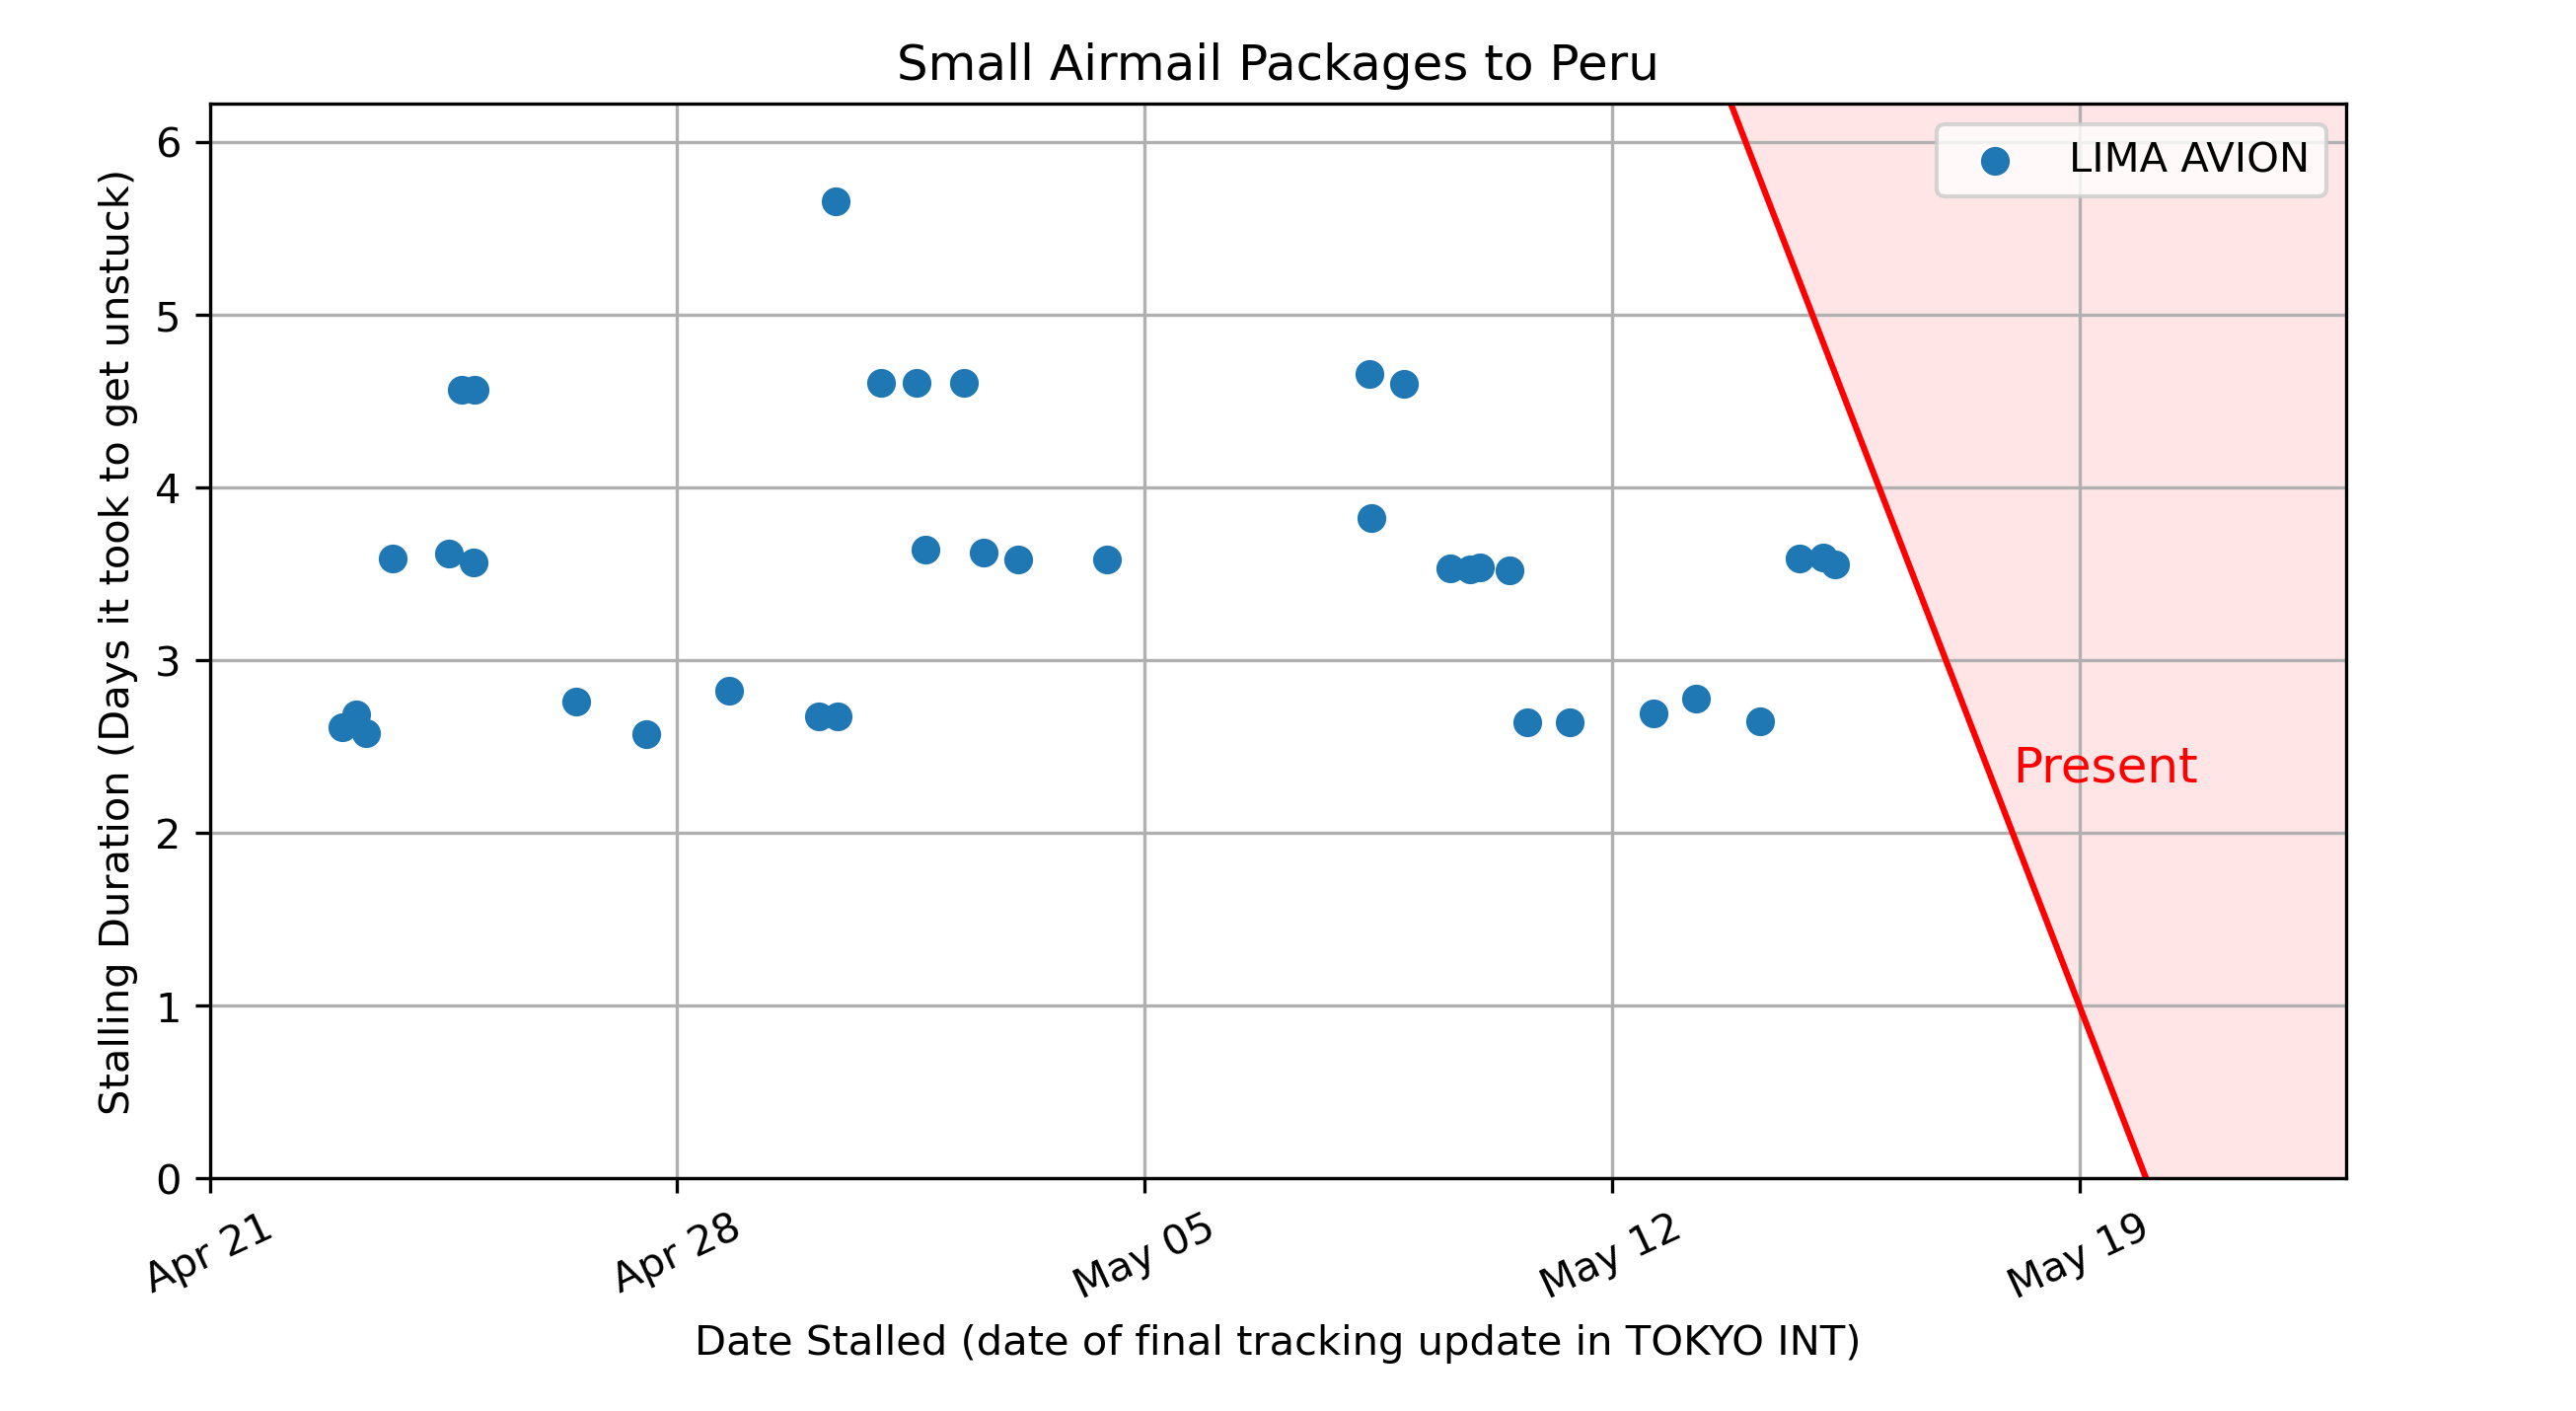 Small Airmail Packages to Peru
LIMA AVION
Stalling Duration (Days it took to get unstuck)
6
5
4
3
2
1
0
Present
Apr 21
Apr 28
May 05
May 12
May 19
Date Stalled (date of final tracking update in TOKYO INT)